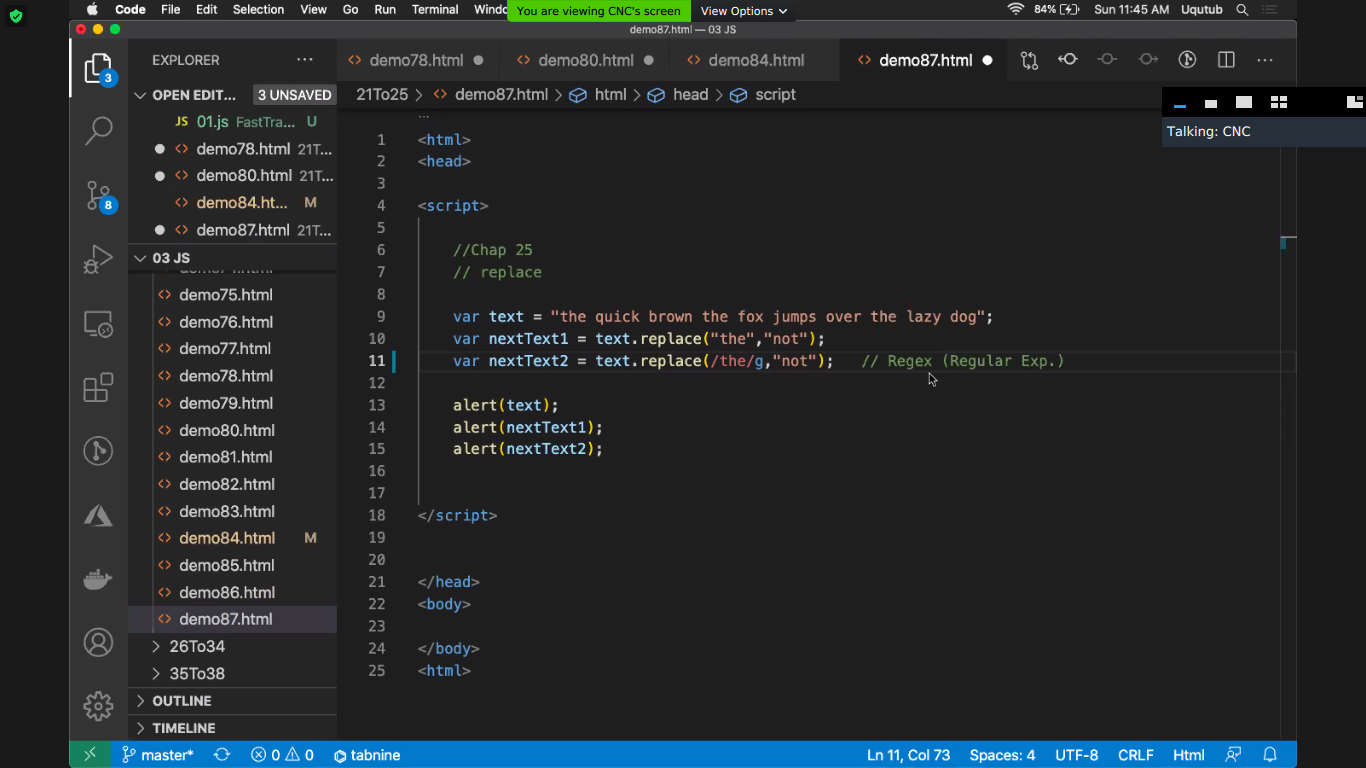 Code File Edit Selection View Go Run Terminal Windo
You are viewing CNC's screen View Options
84% Sun 11:45 AM Uqutub
demo87.html — 03 JS
EXPLORER
demo78.html demo80.html demo84.html demo87.html
3
OPEN EDIT... 3 UNSAVED
21To25 > demo87.html > html > head > script
Talking: CNC
JS 01.js FastTra... U
demo78.html 21T...
demo80.html 21T...
demo84.ht... M
demo87.html 21T...
8
03 JS
demo75.html
demo76.html
demo77.html
demo78.html
demo79.html
demo80.html
demo81.html
demo82.html
demo83.html
demo84.html M
demo85.html
demo86.html
demo87.html
26To34
35To38
OUTLINE
TIMELINE
1 <html>
2 <head>
3
4 <script>
5
6 //Chap 25
7 // replace
8
9 var text = "the quick brown the fox jumps over the lazy dog";
10 var nextText1 = text.replace("the","not");
11 var nextText2 = text.replace(/the/g,"not"); // Regex (Regular Exp.)
12
13 alert(text);
14 alert(nextText1);
15 alert(nextText2);
16
17
18 </script>
19
20
21 </head>
22 <body>
23
24 </body>
25 <html>
master* 0 0 tabnine Ln 11, Col 73 Spaces: 4 UTF-8 CRLF Html